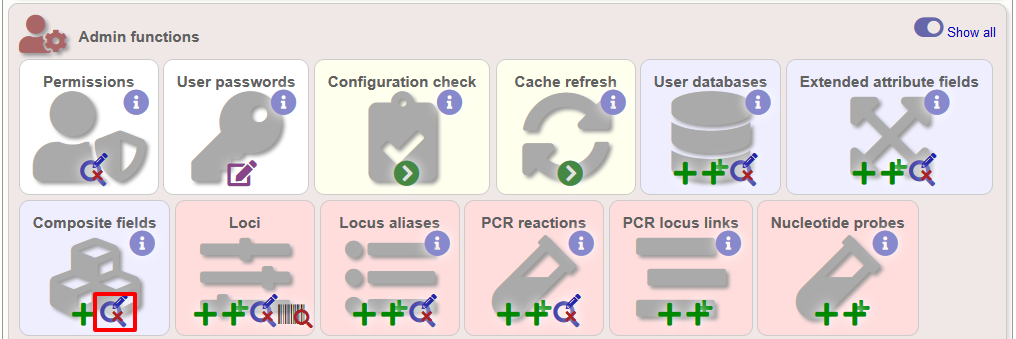 Admin functions
Show all
Permissions
User passwords
Configuration check
Cache refresh
User databases
Extended attribute fields
Composite fields
Loci
Locus aliases
PCR reactions
PCR locus links
Nucleotide probes